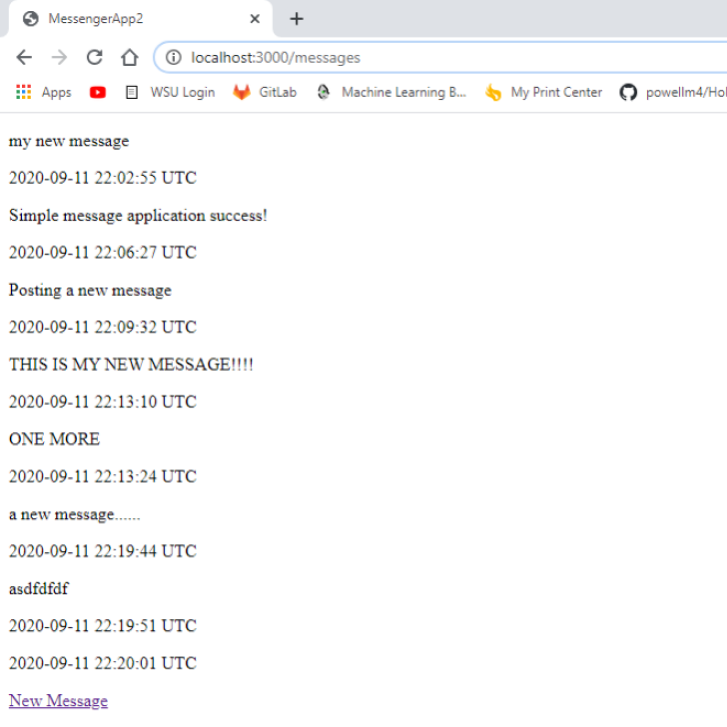 MessengerApp2
localhost:3000/messages
Apps WSU Login GitLab Machine Learning B... My Print Center powellm4/Hol
my new message
2020-09-11 22:02:55 UTC
Simple message application success!
2020-09-11 22:06:27 UTC
Posting a new message
2020-09-11 22:09:32 UTC
THIS IS MY NEW MESSAGE!!!!
2020-09-11 22:13:10 UTC
ONE MORE
2020-09-11 22:13:24 UTC
a new message......
2020-09-11 22:19:44 UTC
asdfdfdf
2020-09-11 22:19:51 UTC
2020-09-11 22:20:01 UTC
New Message